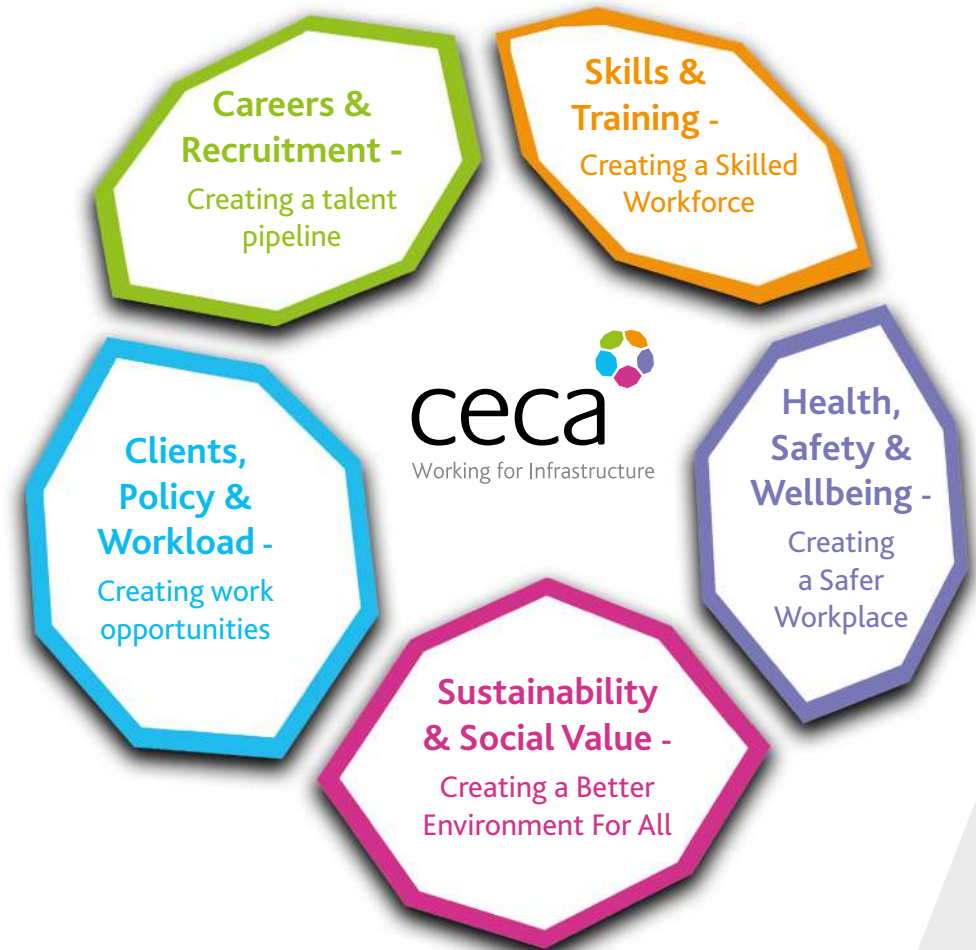 Careers &
Recruitment -
Creating a talent
pipeline
Skills &
Training -
Creating a Skilled
Workforce
ceca
Working for Infrastructure
Health,
Safety &
Wellbeing -
Creating
a Safer
Workplace
Clients,
Policy &
Workload -
Creating work
opportunities
Sustainability
& Social Value -
Creating a Better
Environment For All